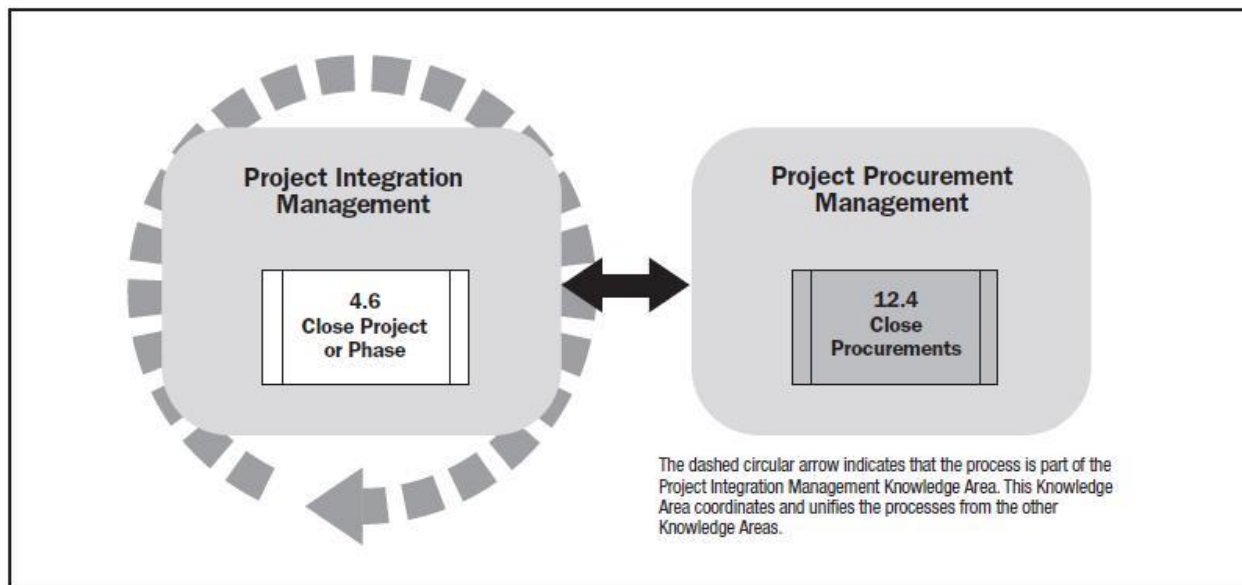 Project Integration
Management
4.6
Close Project
or Phase
Project Procurement
Management
12.4
Close
Procurements
The dashed circular arrow indicates that the process is part of the
Project Integration Management Knowledge Area. This Knowledge
Area coordinates and unifies the processes from the other
Knowledge Areas.